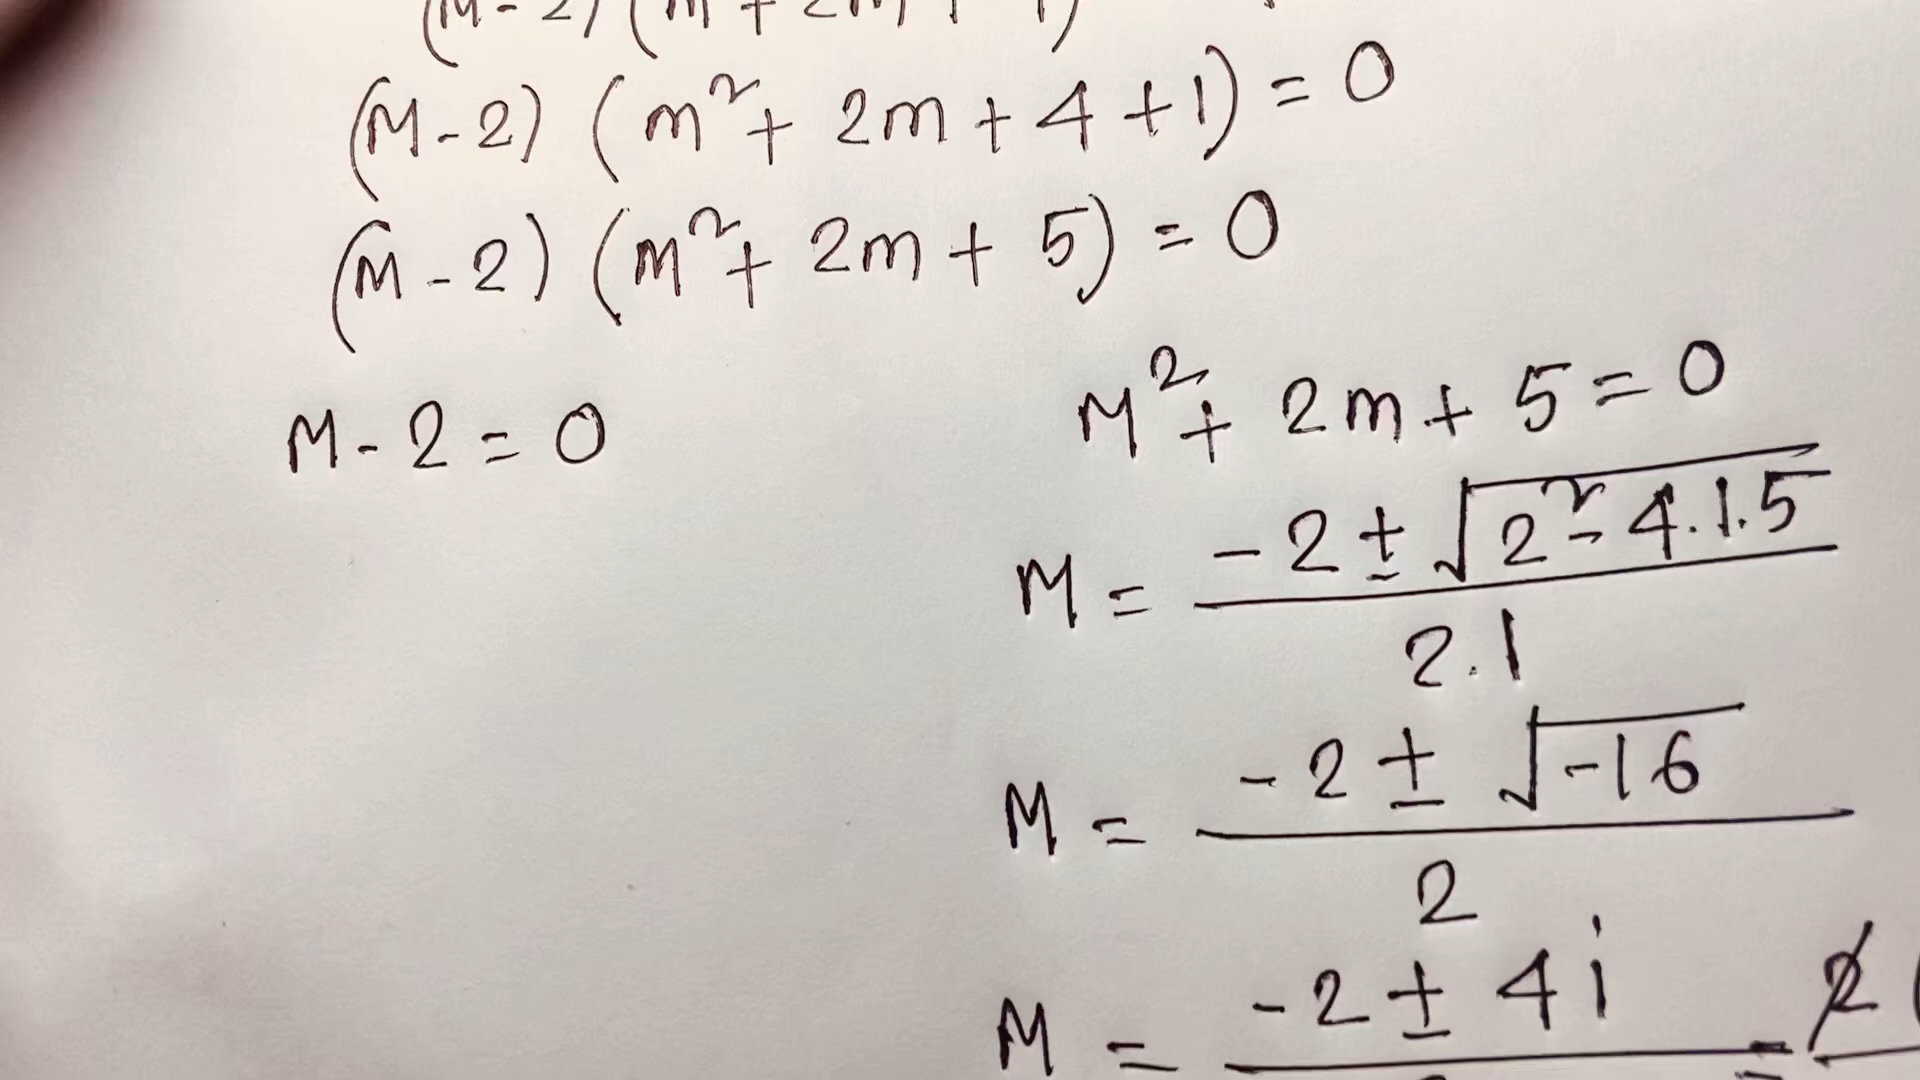 (M-2) (m² + 2m + 4 + 1) = 0
(M-2) (m² + 2m + 5) = 0
M - 2 = 0
M² + 2m + 5 = 0
M = (-2 ± √(2² - 4.1.5)) / 2.1
M = (-2 ± √-16) / 2
M = -2 ± 4i = 2(